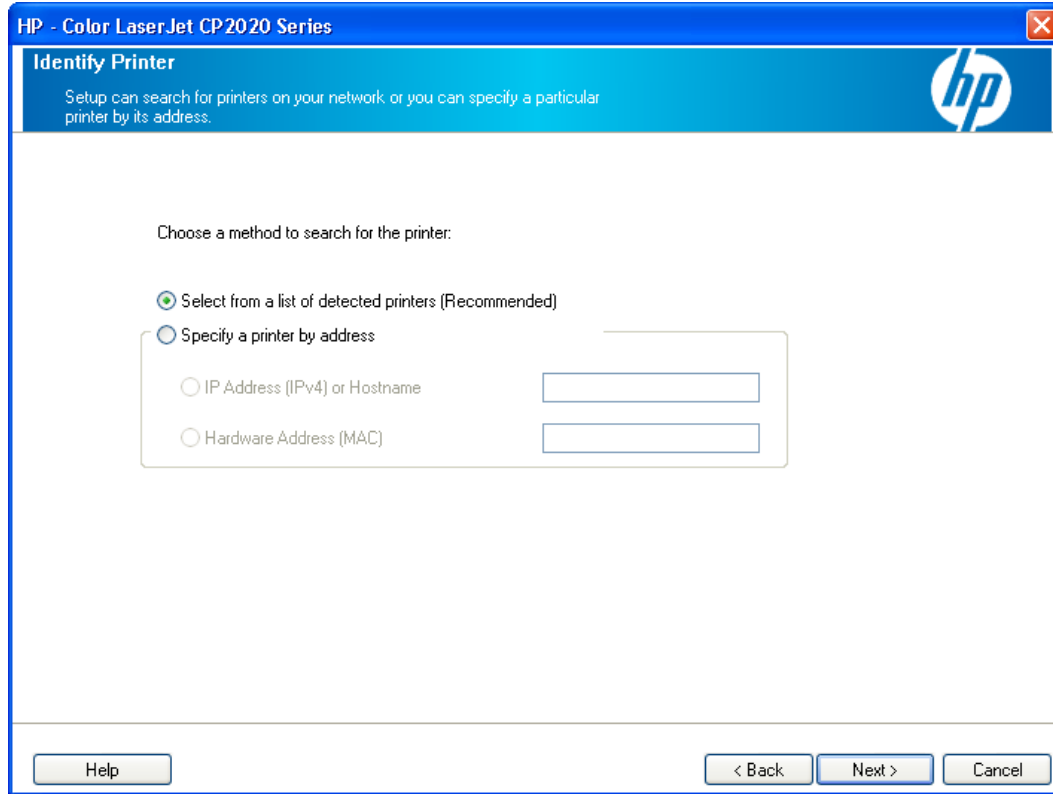 HP - Color LaserJet CP2020 Series
Identify Printer
Setup can search for printers on your network or you can specify a particular
printer by its address.
hp
Choose a method to search for the printer:
Select from a list of detected printers (Recommended)
Specify a printer by address
IP Address (IPv4) or Hostname
Hardware Address (MAC)
Help
< Back
Next >
Cancel